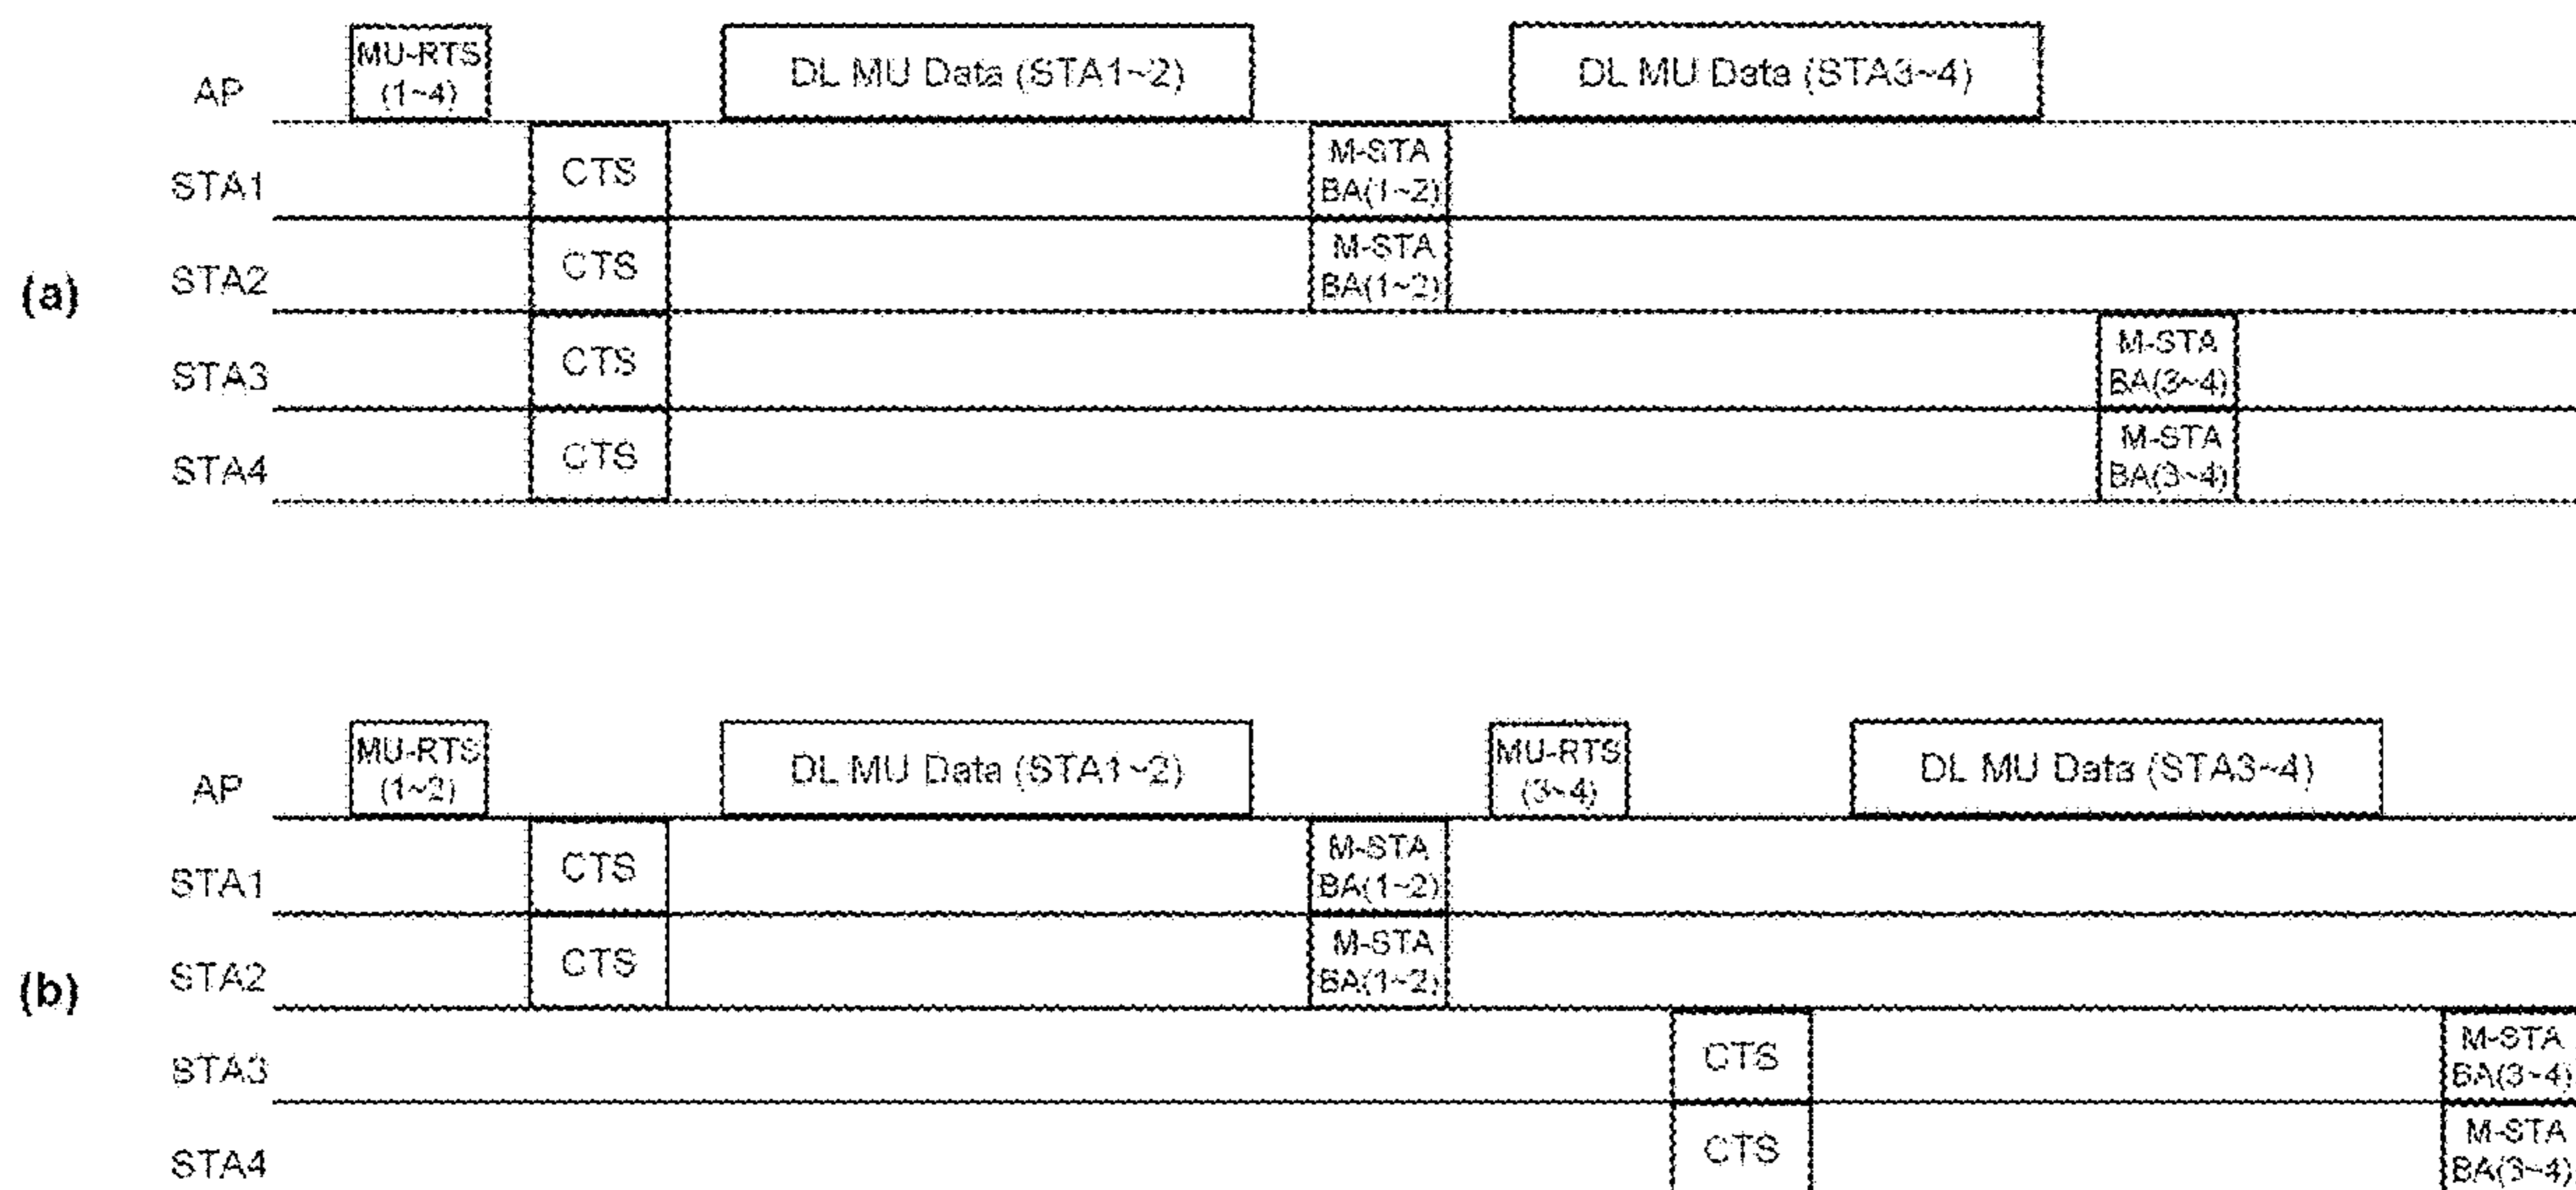 MU-RTS
(1~4)
DL MU Data (STA1~2)
DL MU Data (STA3~4)
AP
STA1
CTS
M-STA
BA(1~2)
STA2
CTS
M-STA
BA(1~2)
(a)
STA3
CTS
M-STA
BA(3~4)
STA4
CTS
M-STA
BA(3~4)
MU-RTS
(1~2)
DL MU Data (STA1~2)
MU-RTS
(3~4)
DL MU Data (STA3~4)
AP
STA1
CTS
M-STA
BA(1~2)
STA2
CTS
M-STA
BA(1~2)
(b)
STA3
CTS
M-STA
BA(3~4)
STA4
CTS
M-STA
BA(3~4)